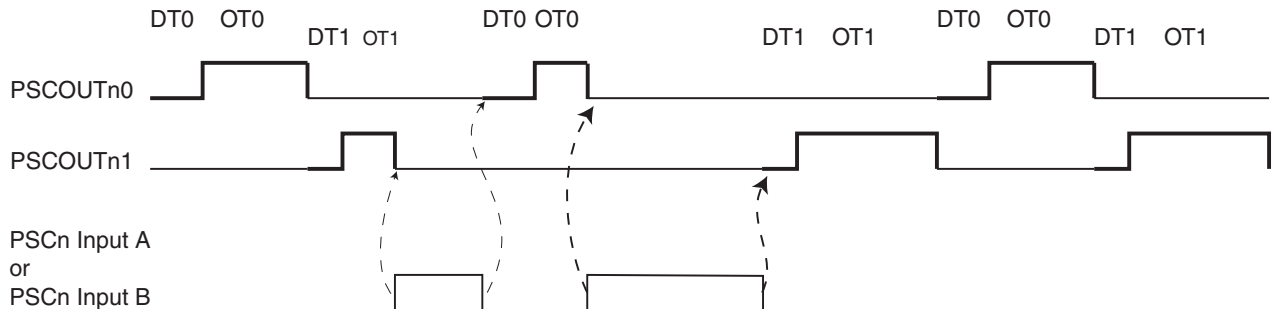 DT0 OT0 DT0 OT0 DT0 OT0
DT1 OT1 DT1 OT1 DT1 OT1
PSCOUTn0
PSCOUTn1
PSCn Input A
or
PSCn Input B